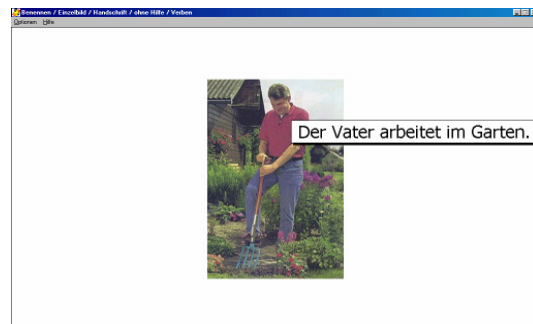 Benennen / Einzelbild / Handschrift / ohne Hilfe / Verben
Optionen Hilfe
Der Vater arbeitet im Garten.